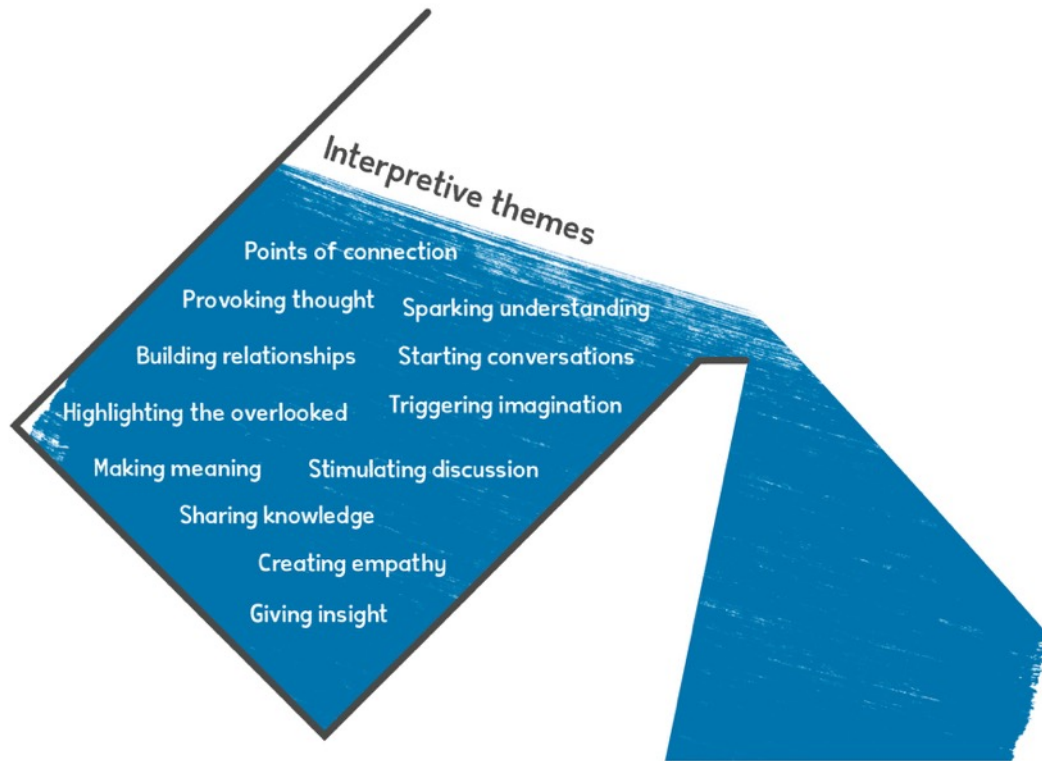 Interpretive themes
Points of connection
Provoking thought
Sparking understanding
Building relationships
Starting conversations
Highlighting the overlooked
Triggering imagination
Making meaning
Stimulating discussion
Sharing knowledge
Creating empathy
Giving insight